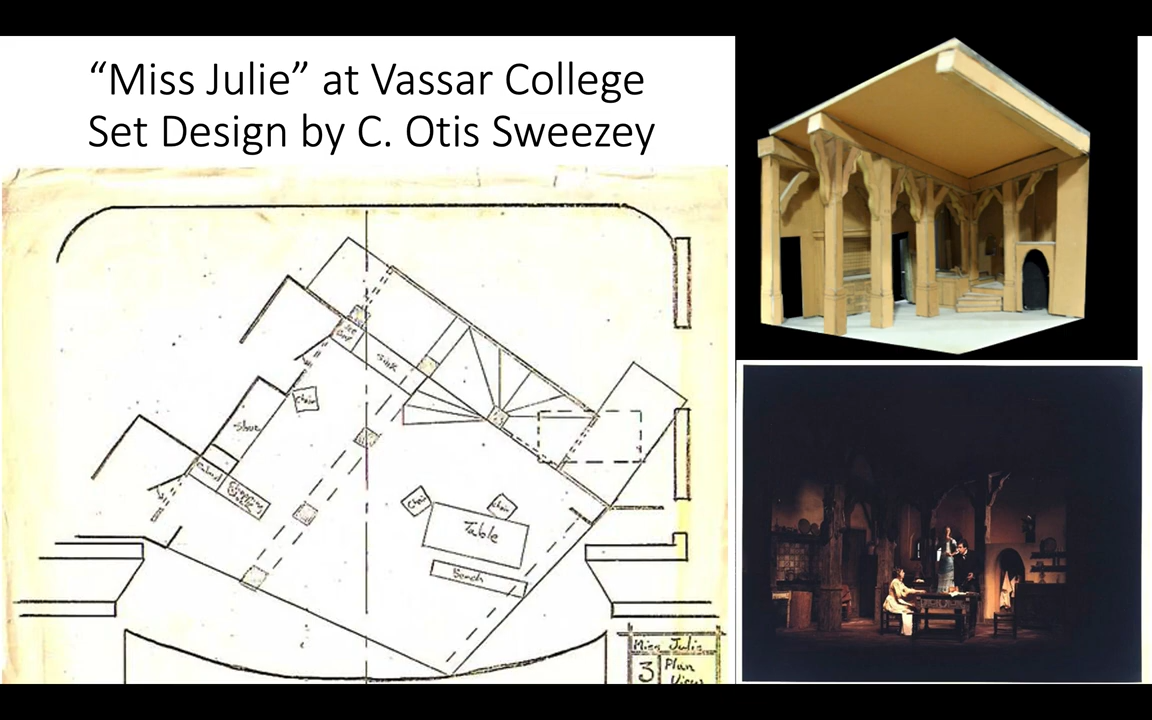 “Miss Julie” at Vassar College
Set Design by C. Otis Sweezey
Sink
chair
Stove
Chair
chair
Table
Bench
Miss Julie
3 Plan
View